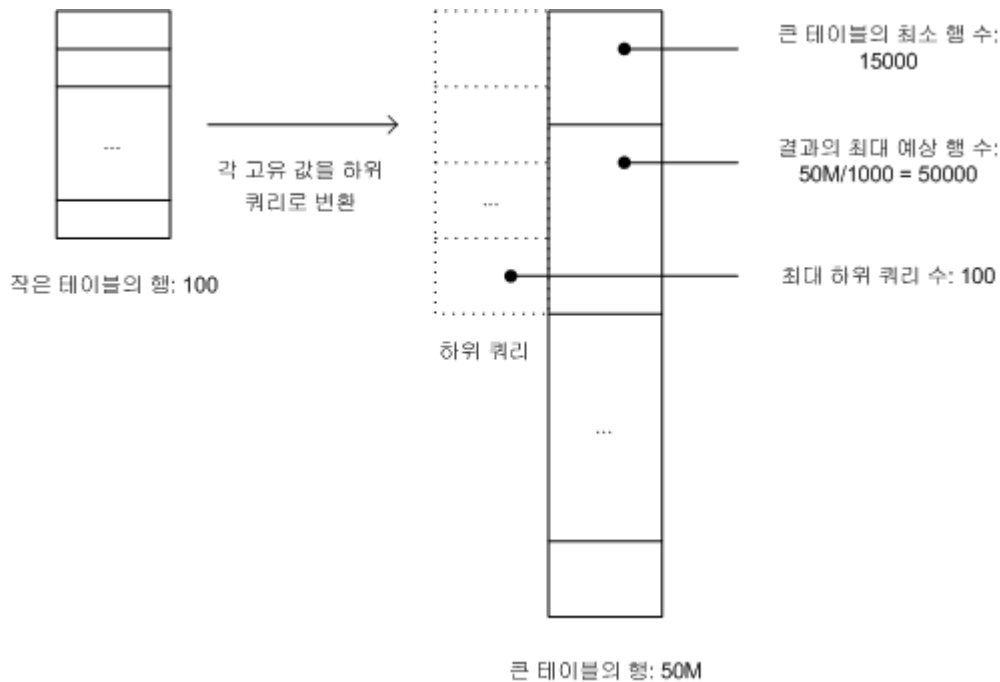 큰 테이블의 최소 행 수:
15000
---
각 고유 값을 하위
쿼리로 변환
결과의 최대 예상 행 수:
50M/1000 = 50000
...
작은 테이블의 행: 100
최대 하위 쿼리 수: 100
하위 쿼리
...
큰 테이블의 행: 50M